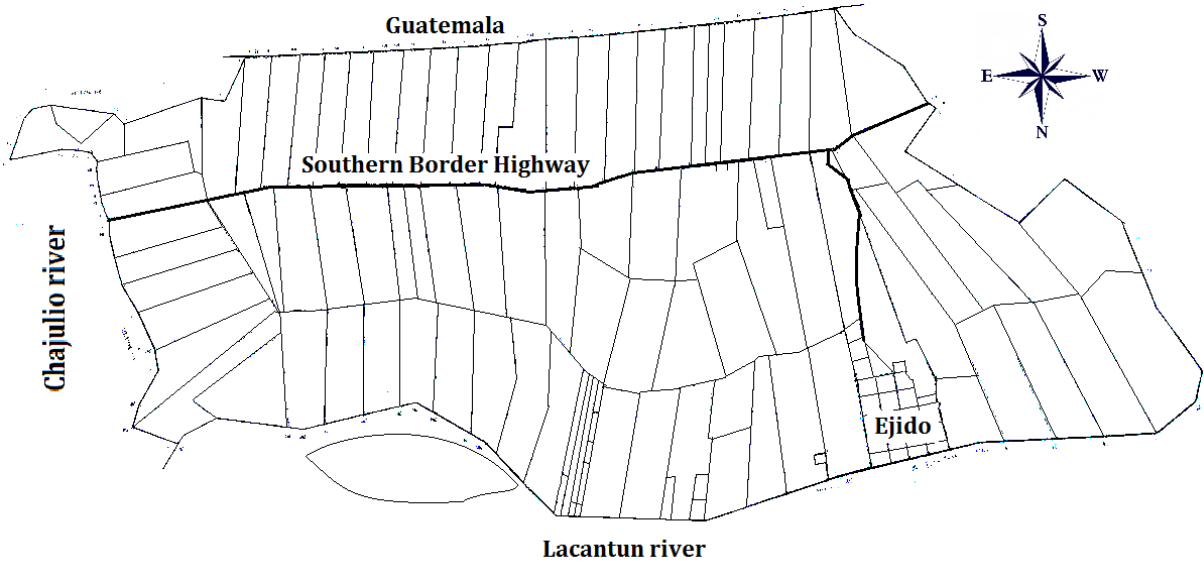 Guatemala
S
E
W
N
Southern Border Highway
Chajulio river
Ejido
Lacantun river